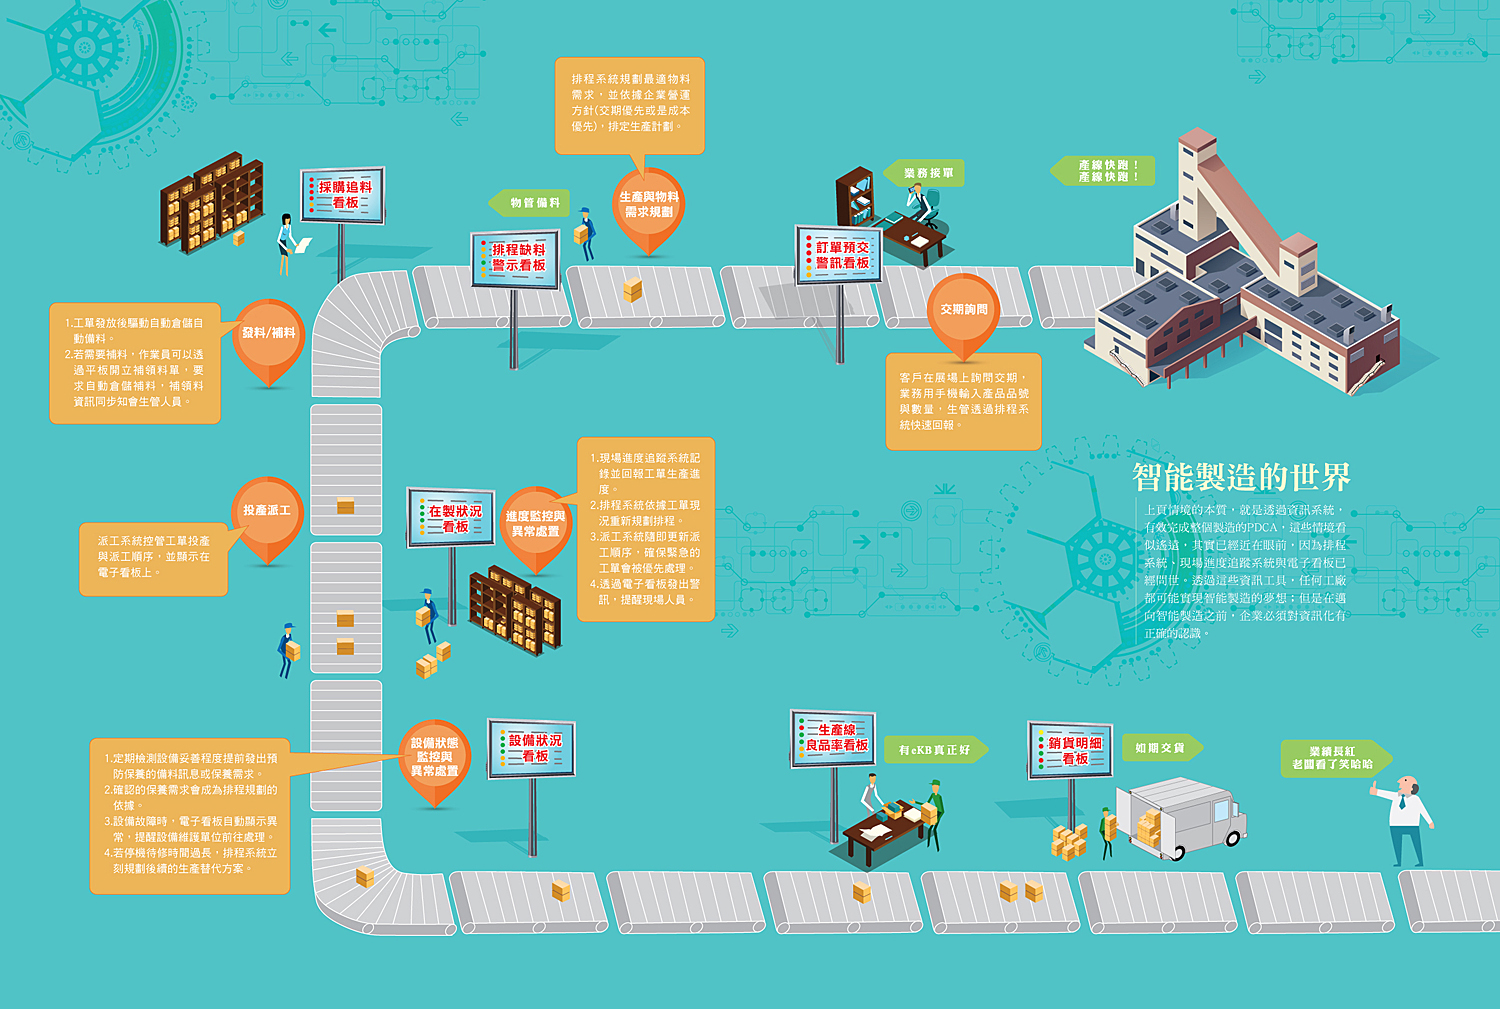 排程系統規劃最適物料
需求，並依據企業營運
方針(交期優先或是成本
優先)，排定生產計劃。
採購追料
看板
物管備料
生產與物料
需求規劃
業務接單
產線快跑！
產線快跑！
排程缺料
警示看板
訂單預交
警訊看板
交期詢問
客戶在展場上詢問交期，
業務用手機輸入產品品號
與數量，生管透過排程系
統快速回報。
發料/補料
1.工單發放後驅動自動倉儲自
動備料。
2.若需要補料，作業員可以透
過平板開立補領料單，要
求自動倉儲補料，補領料
資訊同步知會生管人員。
智能製造的世界
上頁情境的本質，就是透過資訊系統，
有效完成整個製造的PDCA，這些情境看
似遙遠，其實已經近在眼前，因為排程
系統、現場進度追蹤系統與電子看板已
經問世。透過這些資訊工具，任何工廠
都可能實現智能製造的夢想；但是在邁
向智能製造之前，企業必須對資訊化有
正確的認識。
投產派工
派工系統控管工單投產
與派工順序，並顯示在
電子看板上。
在製狀況
看板
進度監控與
異常處置
1.現場進度追蹤系統記
錄並回報工單生產進
度。
2.排程系統依據工單現
況重新規劃排程。
3.派工系統隨即更新派
工順序，確保緊急的
工單會被優先處理。
4.透過電子看板發出警
訊，提醒現場人員。
設備狀態
監控與
異常處置
1.定期檢測設備妥善程度提前發出預
防保養的備料訊息或保養需求。
2.確認的保養需求會成為排程規劃的
依據。
3.設備故障時，電子看板自動顯示異
常，提醒設備維護單位前往處理。
4.若停機待修時間過長，排程系統立
刻規劃後續的生產替代方案。
設備狀況
看板
生產線
良品率看板
有eKB真正好
銷貨明細
看板
如期交貨
業績長紅
老闆看了笑哈哈